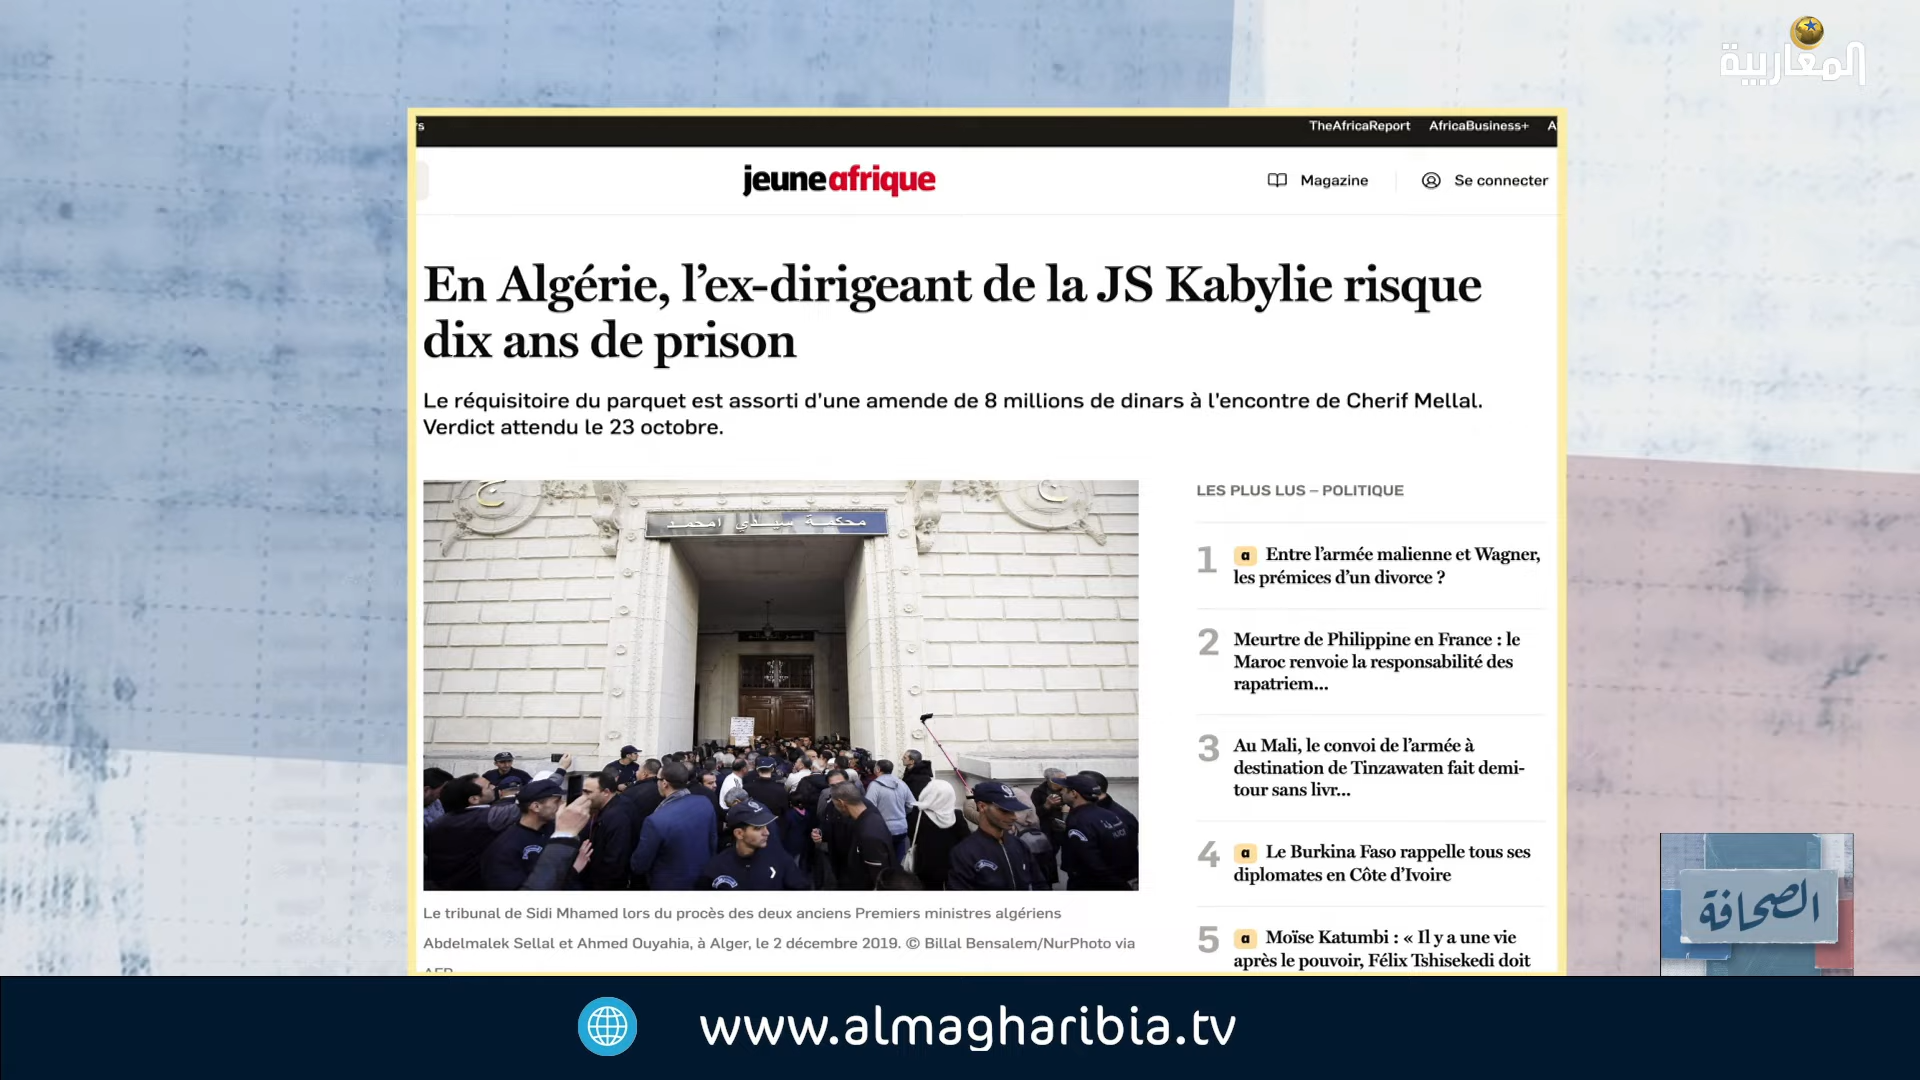 المغاربية
rs
TheAfricaReport AfricaBusiness+ A
jeuneafrique
Magazine
Se connecter
En Algérie, l’ex-dirigeant de la JS Kabylie risque
dix ans de prison
Le réquisitoire du parquet est assorti d’une amende de 8 millions de dinars à l’encontre de Cherif Mellal.
Verdict attendu le 23 octobre.
محكمة سيدي امحمد
Le tribunal de Sidi Mhamed lors du procès des deux anciens Premiers ministres algériens
Abdelmalek Sellal et Ahmed Ouyahia, à Alger, le 2 décembre 2019. © Billal Bensalem/NurPhoto via
AFP
LES PLUS LUS – POLITIQUE
1 a Entre l’armée malienne et Wagner,
les prémices d’un divorce ?
2 Meurtre de Philippine en France : le
Maroc renvoie la responsabilité des
rapatriem...
3 Au Mali, le convoi de l’armée à
destination de Tinzawaten fait demi-
tour sans livr...
4 a Le Burkina Faso rappelle tous ses
diplomates en Côte d’Ivoire
5 a Moïse Katumbi : « Il y a une vie
après le pouvoir, Félix Tshisekedi doit
الصحافة
www.almagharibia.tv